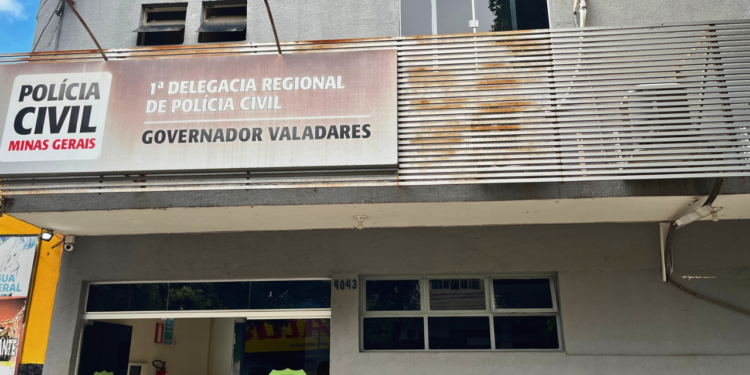 POLÍCIA
CIVIL
MINAS GERAIS
1ª DELEGACIA REGIONAL
DE POLÍCIA CIVIL
GOVERNADOR VALADARES
4043